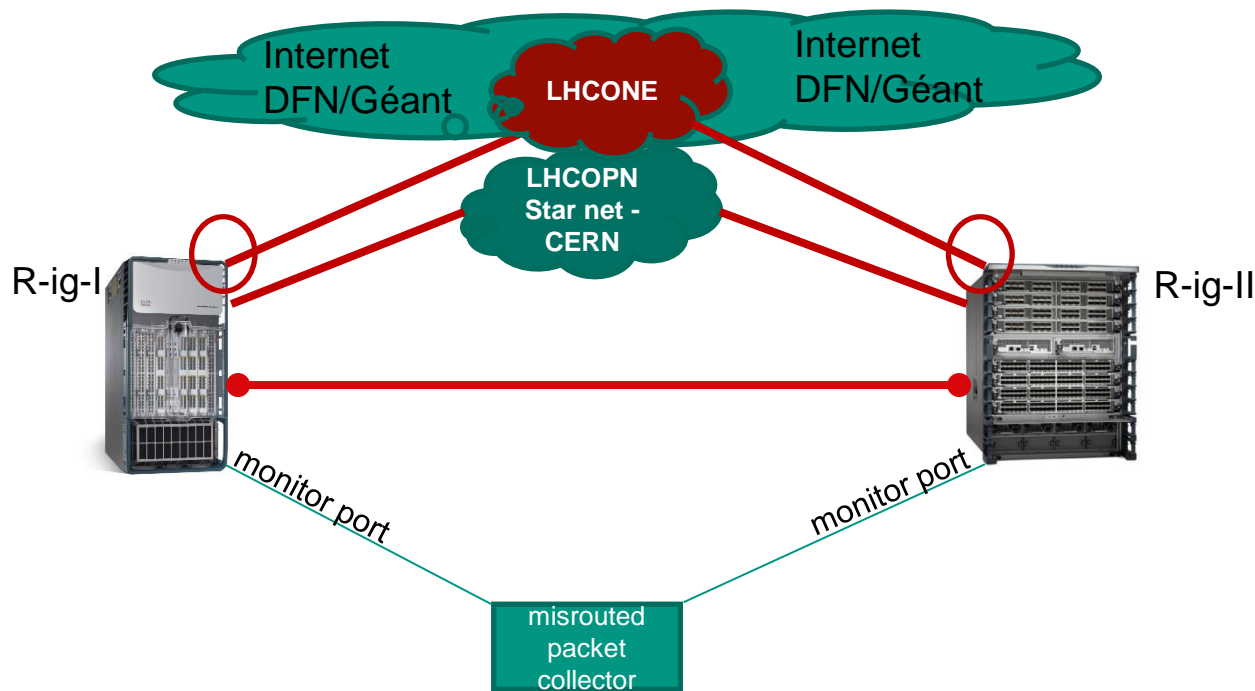 Internet
DFN/Géant
LHCONE
Internet
DFN/Géant
LHCOPN
Star net -
CERN
R-ig-I
R-ig-II
monitor port
monitor port
misrouted
packet
collector